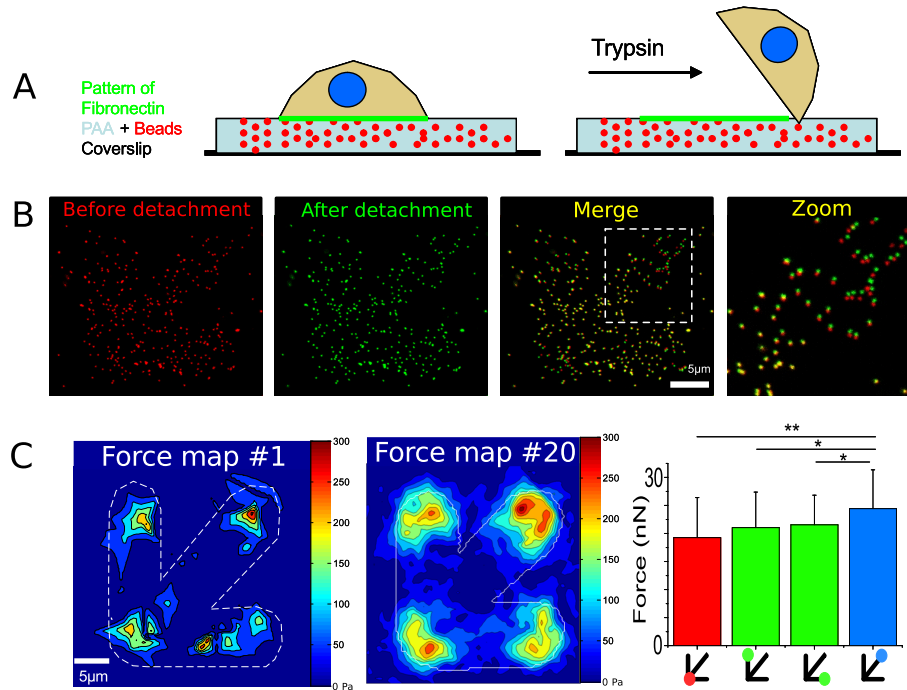 A
Pattern of
Fibronectin
PAA + Beads
Coverslip
Trypsin
B
Before detachment
After detachment
Merge
Zoom
5µm
C
Force map #1
300
250
200
150
100
50
0 Pa
5µm
Force map #20
300
250
200
150
100
50
0 Pa
**
*
*
30
Force (nN)
0